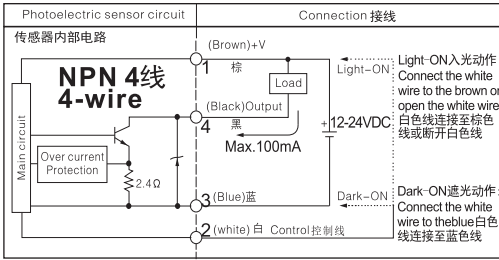 Photoelectric sensor circuit
Connection 接线
传感器内部电路
NPN 4线
4-wire
Main circuit
Over current
Protection
2.4Ω
1
(Brown)+V
棕
Load
4
(Black)Output
黑
Max.100mA
+12-24VDC
3
(Blue)蓝
2
(white) 白 Control控制线
Light-ON
Dark-ON
Light-ON入光动作
Connect the white
wire to the brown or
open the white wire
白色线连接至棕色
线或断开白色线
Dark-ON遮光动作:
Connect the white
wire to theblue白色
线连接至蓝色线